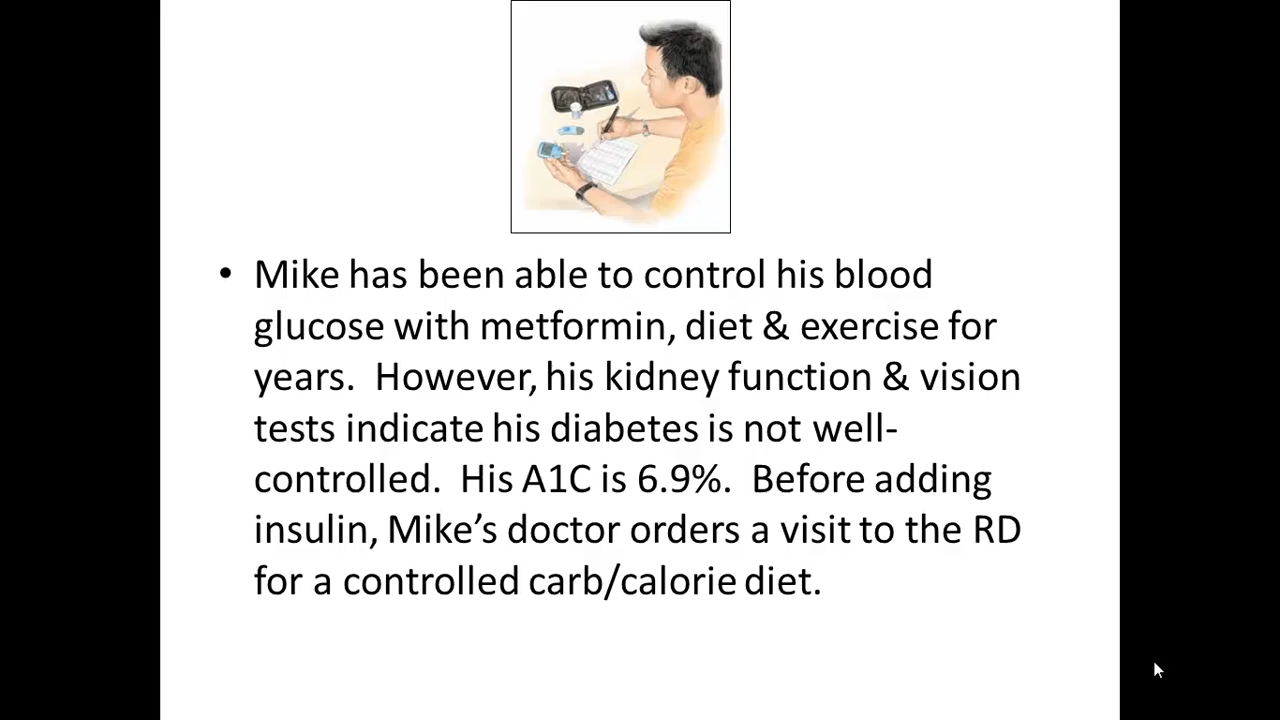 • Mike has been able to control his blood
glucose with metformin, diet & exercise for
years.  However, his kidney function & vision
tests indicate his diabetes is not well-
controlled.  His A1C is 6.9%.  Before adding
insulin, Mike’s doctor orders a visit to the RD
for a controlled carb/calorie diet.